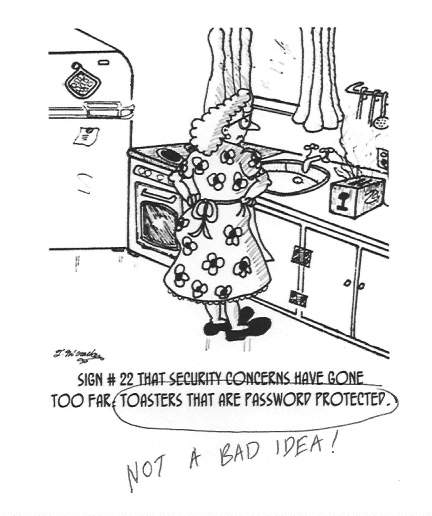 SIGN # 22 THAT SECURITY CONCERNS HAVE GONE
TOO FAR: TOASTERS THAT ARE PASSWORD PROTECTED.
NOT A BAD IDEA!